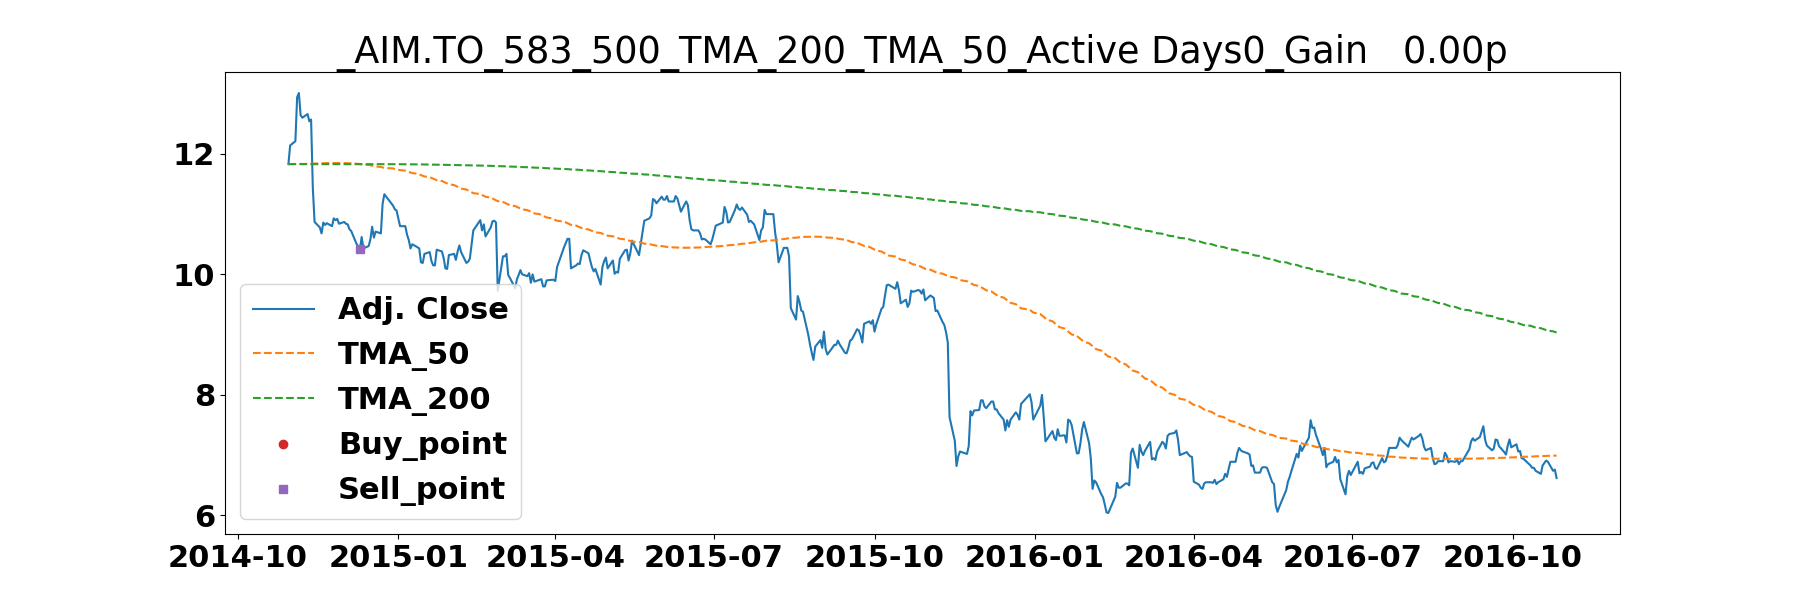 _AIM.TO_583_500_TMA_200_TMA_50_Active Days0_Gain   0.00p
12
10
8
6
Adj. Close
TMA_50
TMA_200
Buy_point
Sell_point
2014-10 2015-01 2015-04 2015-07 2015-10 2016-01 2016-04 2016-07 2016-10